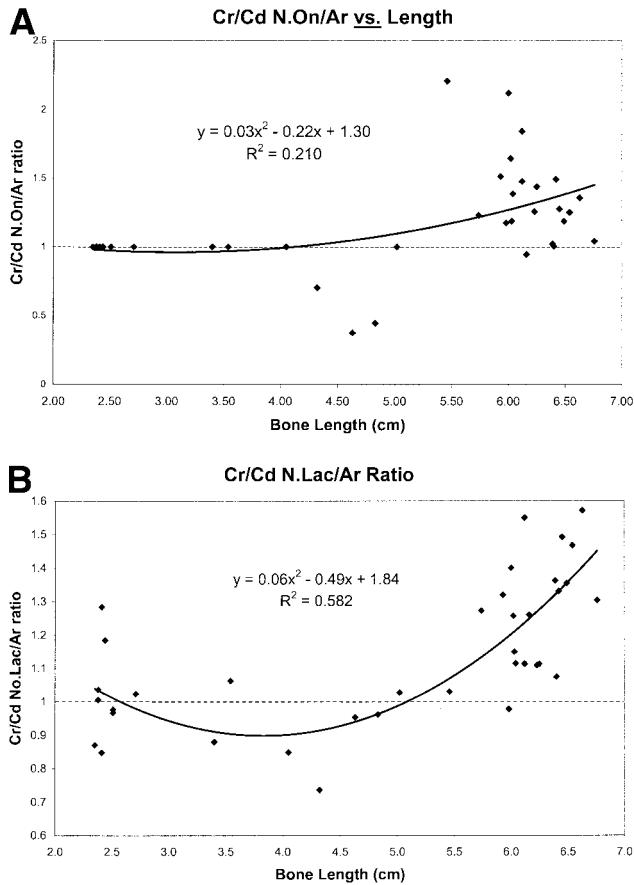 A
Cr/Cd N.On/Ar vs. Length
2.5
2
1.5
1
0.5
0
y = 0.03x² - 0.22x + 1.30
R² = 0.210
Cr/Cd N.On/Ar ratio
2.00 2.50 3.00 3.50 4.00 4.50 5.00 5.50 6.00 6.50 7.00
Bone Length (cm)
B
Cr/Cd N.Lac/Ar Ratio
1.6
1.5
1.4
1.3
1.2
1.1
1
0.9
0.8
0.7
0.6
y = 0.06x² - 0.49x + 1.84
R² = 0.582
Cr/Cd No.Lac/Ar ratio
2.0 2.5 3.0 3.5 4.0 4.5 5.0 5.5 6.0 6.5 7.0
Bone Length (cm)